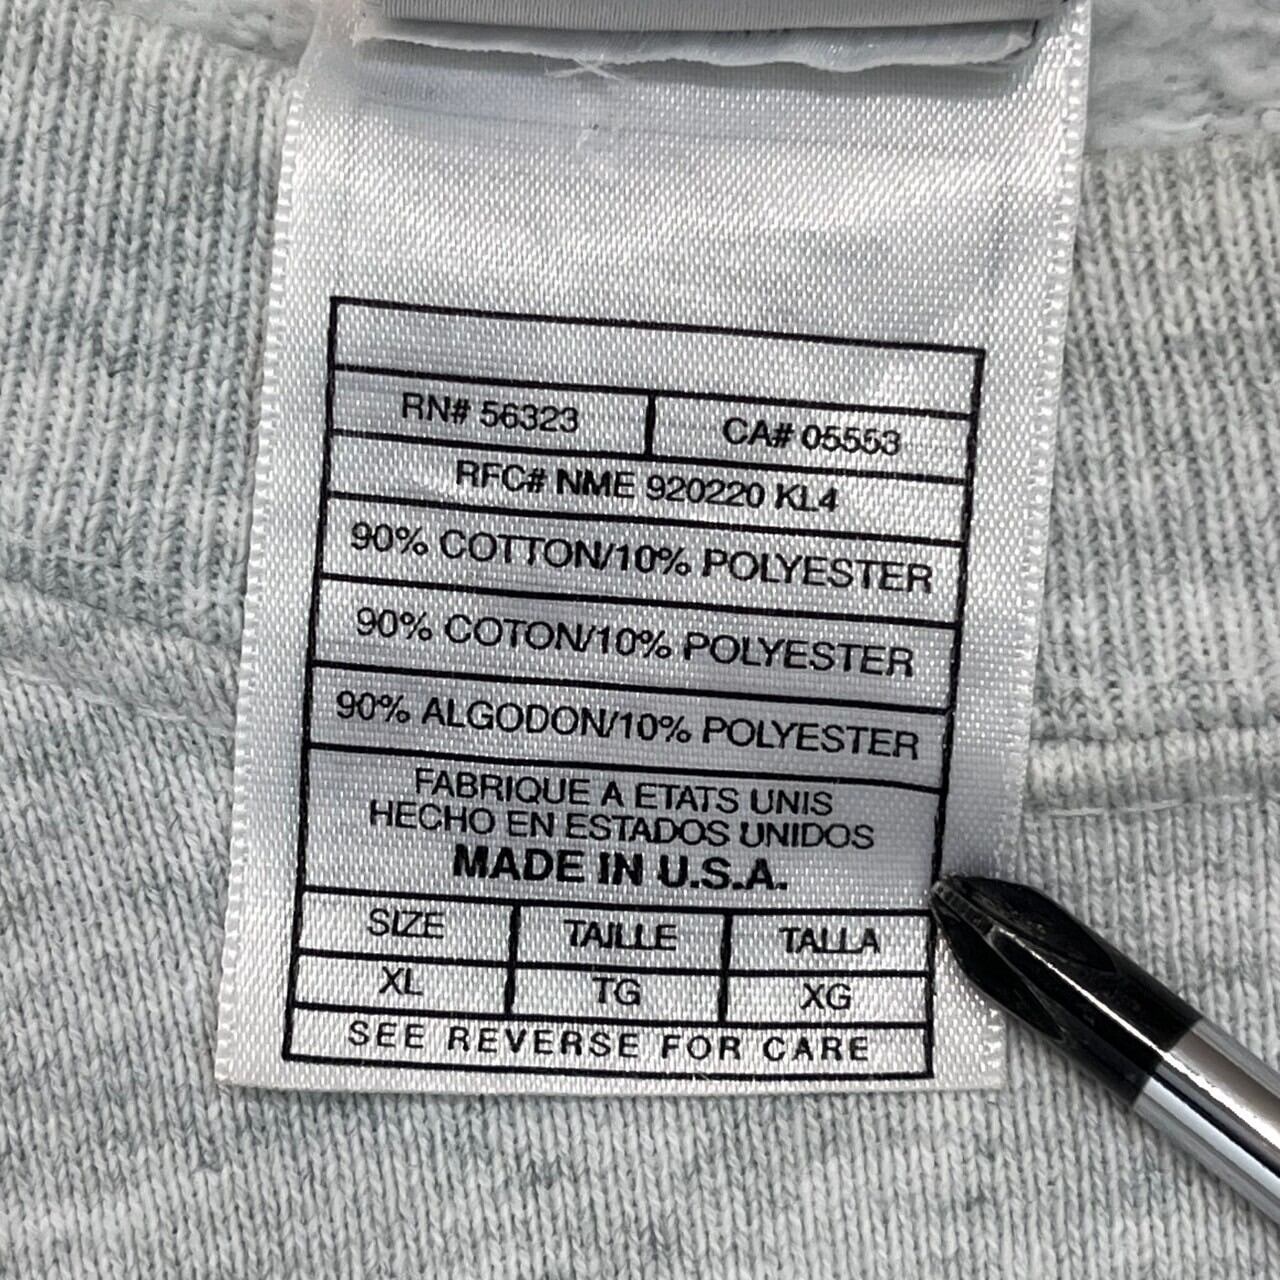 RN# 56323 CA# 05553
RFC# NME 920220 KL4
90% COTTON/10% POLYESTER
90% COTON/10% POLYESTER
90% ALGODON/10% POLYESTER
FABRIQUE A ETATS UNIS
HECHO EN ESTADOS UNIDOS
MADE IN U.S.A.
SIZE TAILLE TALLA
XL TG XG
SEE REVERSE FOR CARE